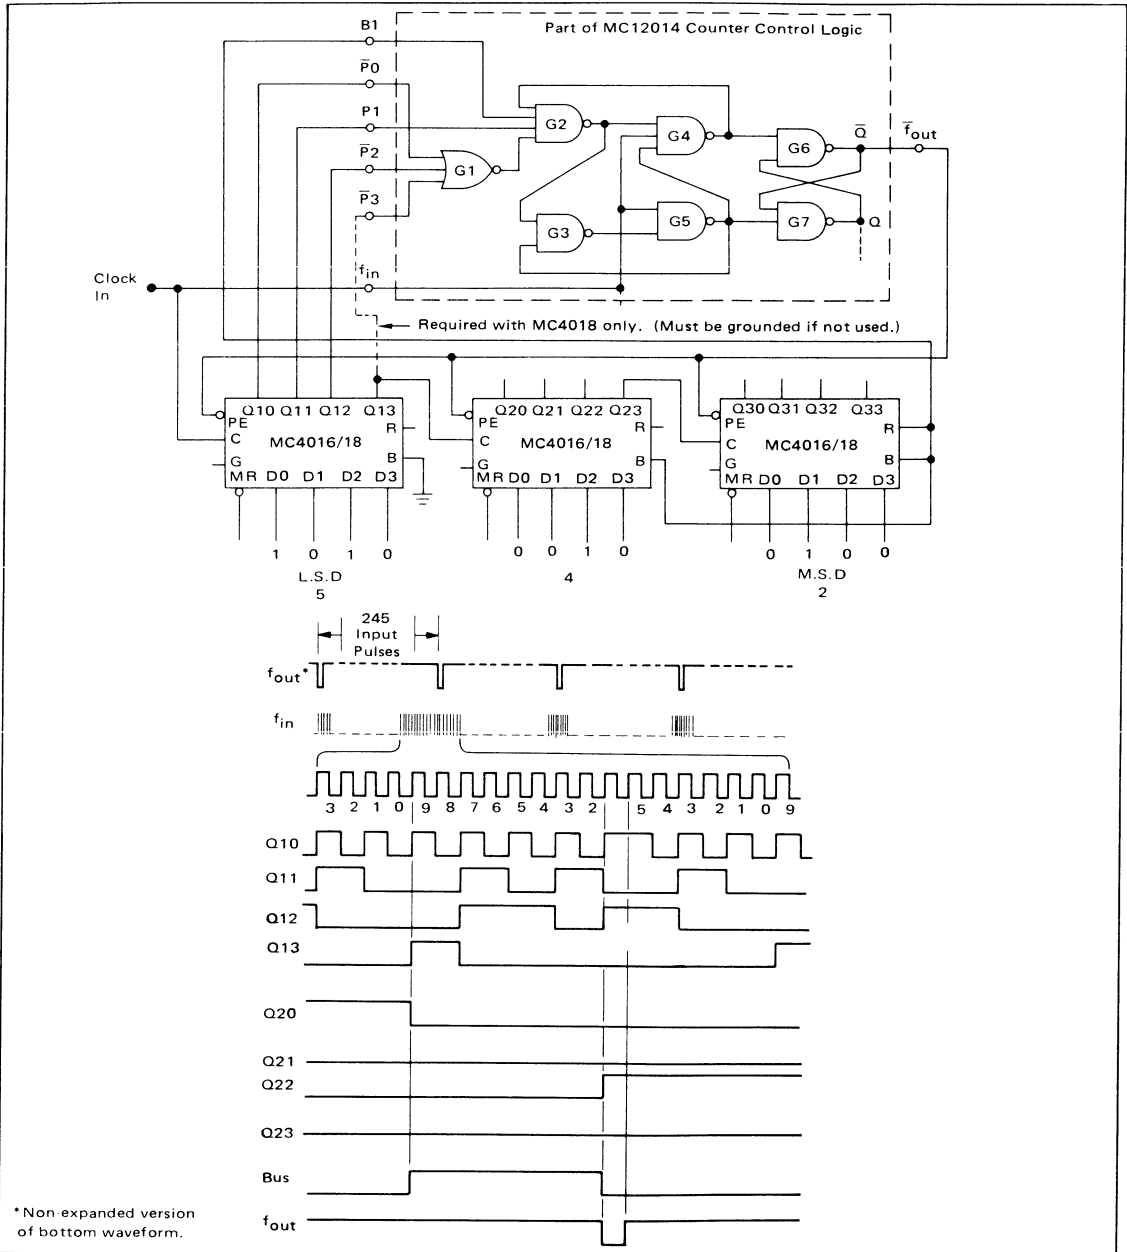 Part of MC12014 Counter Control Logic
B1
P̅0
P1
P̅2
P̅3
G1
G2
G3
G4
G5
G6
G7
Q̅
Q
f̅out
Clock
In
fin
Required with MC4018 only. (Must be grounded if not used.)
Q10 Q11 Q12 Q13
PE
R
C
MC4016/18
B
G
MR D0 D1 D2 D3
Q20 Q21 Q22 Q23
PE
R
C
MC4016/18
B
G
MR D0 D1 D2 D3
Q30 Q31 Q32 Q33
PE
R
C
MC4016/18
B
G
MR D0 D1 D2 D3
1 0 1 0
L.S.D
5
0 0 1 0
4
0 1 0 0
M.S.D
2
245
Input
Pulses
fout*
fin
3 2 1 0 9 8 7 6 5 4 3 2 5 4 3 2 1 0 9
Q10
Q11
Q12
Q13
Q20
Q21
Q22
Q23
Bus
fout
*Non-expanded version
of bottom waveform.